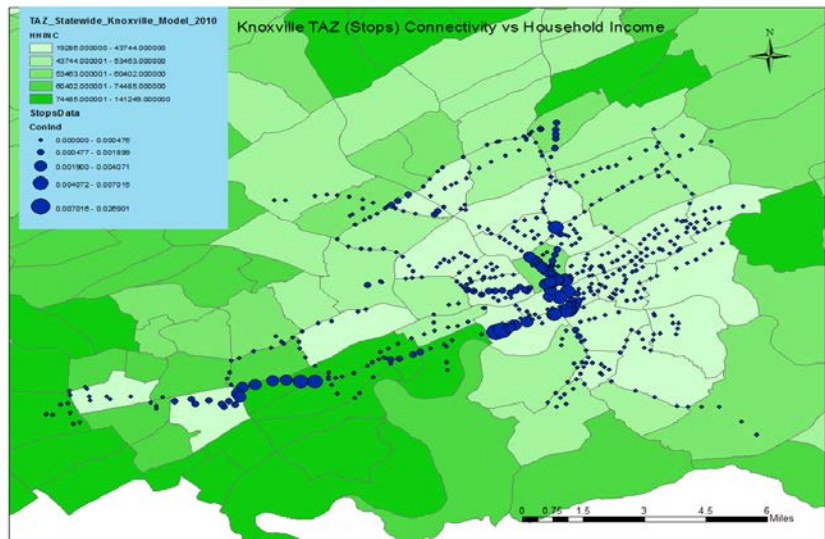 TAZ_Statewide_Knoxville_Model_2010
HHINC
19286.000000 - 43744.000000
43744.000001 - 53463.000000
53463.000001 - 60402.000000
60402.000001 - 74485.000000
74485.000001 - 141249.000000
StopsData
ConInd
0.000000 - 0.000476
0.000477 - 0.001899
0.001900 - 0.004071
0.004072 - 0.007015
0.007016 - 0.026901
Knoxville TAZ (Stops) Connectivity vs Household Income
N
0 0.75 1.5 3 4.5 6
Miles